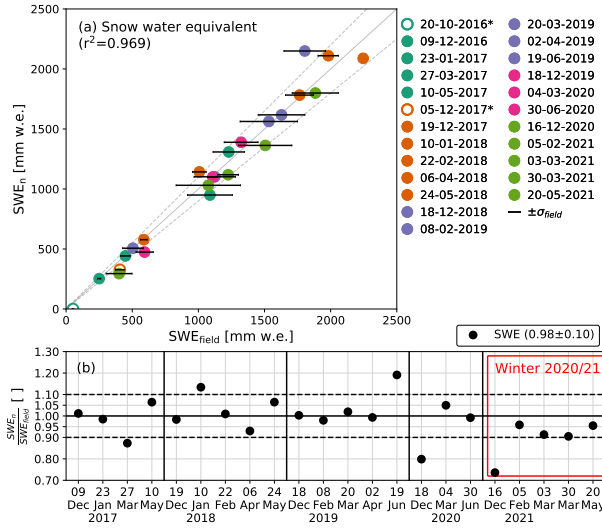 (a) Snow water equivalent
(r²=0.969)
2500
2000
1500
1000
500
0
SWEₙ [mm w.e.]
0 500 1000 1500 2000 2500
SWE_field [mm w.e.]
20-10-2016*
09-12-2016
23-01-2017
27-03-2017
10-05-2017
05-12-2017*
19-12-2017
10-01-2018
22-02-2018
06-04-2018
24-05-2018
18-12-2018
08-02-2019
20-03-2019
02-04-2019
19-06-2019
18-12-2019
04-03-2020
30-06-2020
16-12-2020
05-02-2021
03-03-2021
30-03-2021
20-05-2021
±σ_field
SWE (0.98±0.10)
(b)
Winter 2020/21
1.30
1.20
1.10
1.05
1.00
0.90
0.80
0.70
SWEₙ
SWE_field
[ ]
09 23 27 10 19 10 22 06 24 18 08 20 02 19 18 04 30 16 05 03 30 20
Dec Jan Mar May Dec Jan Feb Apr May Dec Feb Mar Apr Jun Dec Mar Jun Dec Feb Mar Mar May
2017 2018 2019 2020 2021